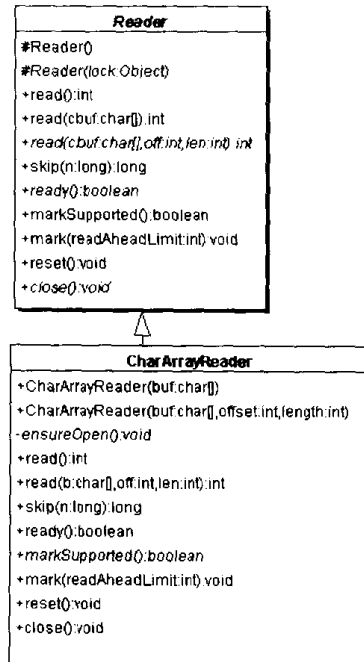 Reader
#Reader()
#Reader(lock:Object)
+read():int
+read(cbuf:char[]):int
+read(cbuf:char[],off:int,len:int):int
+skip(n:long):long
+ready():boolean
+markSupported():boolean
+mark(readAheadLimit:int):void
+reset():void
+close():void
CharArrayReader
+CharArrayReader(buf:char[])
+CharArrayReader(buf:char[],offset:int,length:int)
-ensureOpen():void
+read():int
+read(b:char[],off:int,len:int):int
+skip(n:long):long
+ready():boolean
+markSupported():boolean
+mark(readAheadLimit:int):void
+reset():void
+close():void